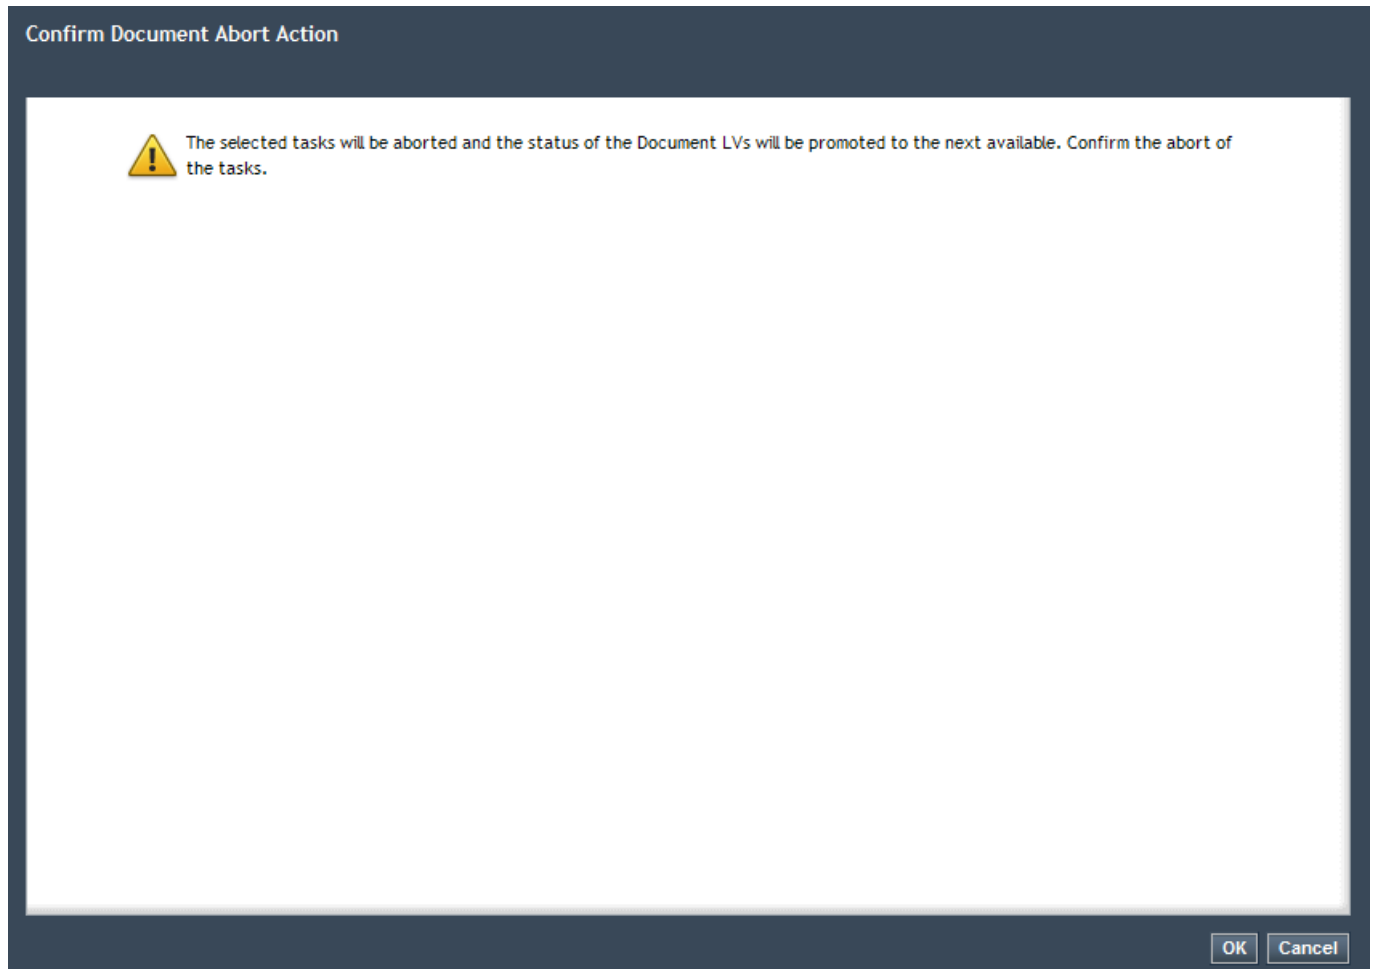 Confirm Document Abort Action
The selected tasks will be aborted and the status of the Document LVs will be promoted to the next available. Confirm the abort of
the tasks.
OK Cancel